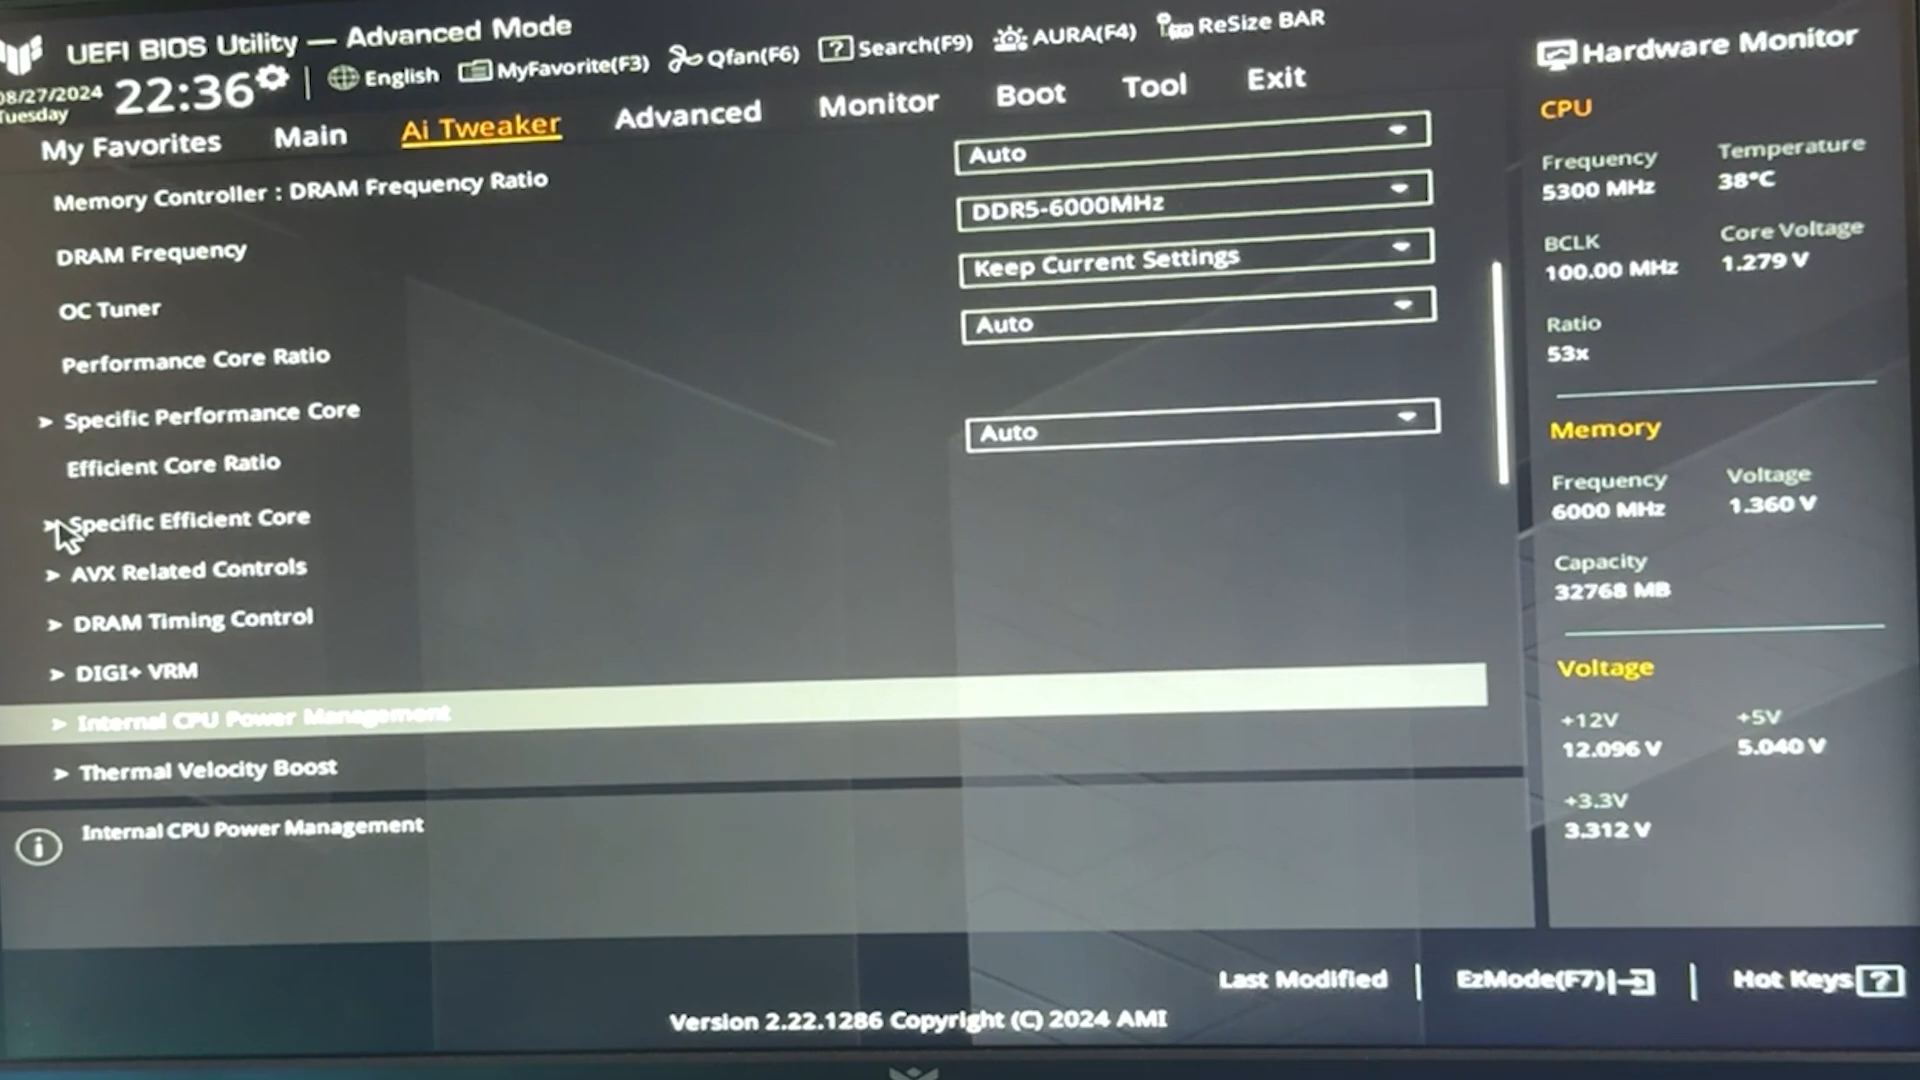 UEFI BIOS Utility — Advanced Mode
08/27/2024
Tuesday
22:36
English
MyFavorite(F3)
Qfan(F6)
Search(F9)
AURA(F4)
ReSize BAR
My Favorites
Main
Ai Tweaker
Advanced
Monitor
Boot
Tool
Exit
Memory Controller : DRAM Frequency Ratio
Auto
DRAM Frequency
DDR5-6000MHz
OC Tuner
Keep Current Settings
Performance Core Ratio
Auto
> Specific Performance Core
Efficient Core Ratio
Auto
> Specific Efficient Core
> AVX Related Controls
> DRAM Timing Control
> DIGI+ VRM
> Internal CPU Power Management
> Thermal Velocity Boost
Internal CPU Power Management
Hardware Monitor
CPU
Frequency Temperature
5300 MHz 38°C
BCLK Core Voltage
100.00 MHz 1.279 V
Ratio
53x
Memory
Frequency Voltage
6000 MHz 1.360 V
Capacity
32768 MB
Voltage
+12V +5V
12.096 V 5.040 V
+3.3V
3.312 V
Last Modified
EzMode(F7)
Hot Keys ?
Version 2.22.1286 Copyright (C) 2024 AMI